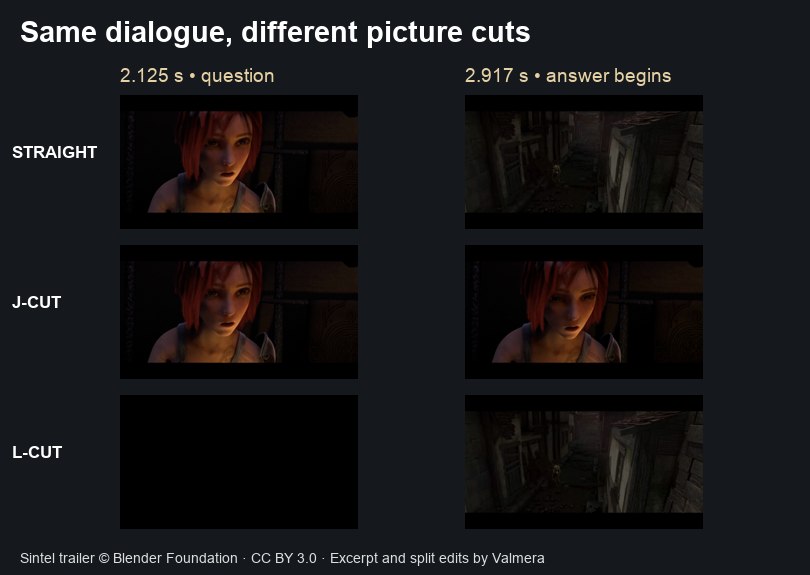 Same dialogue, different picture cuts
2.125 s • question
2.917 s • answer begins
STRAIGHT
J-CUT
L-CUT
Sintel trailer © Blender Foundation · CC BY 3.0 · Excerpt and split edits by Valmera